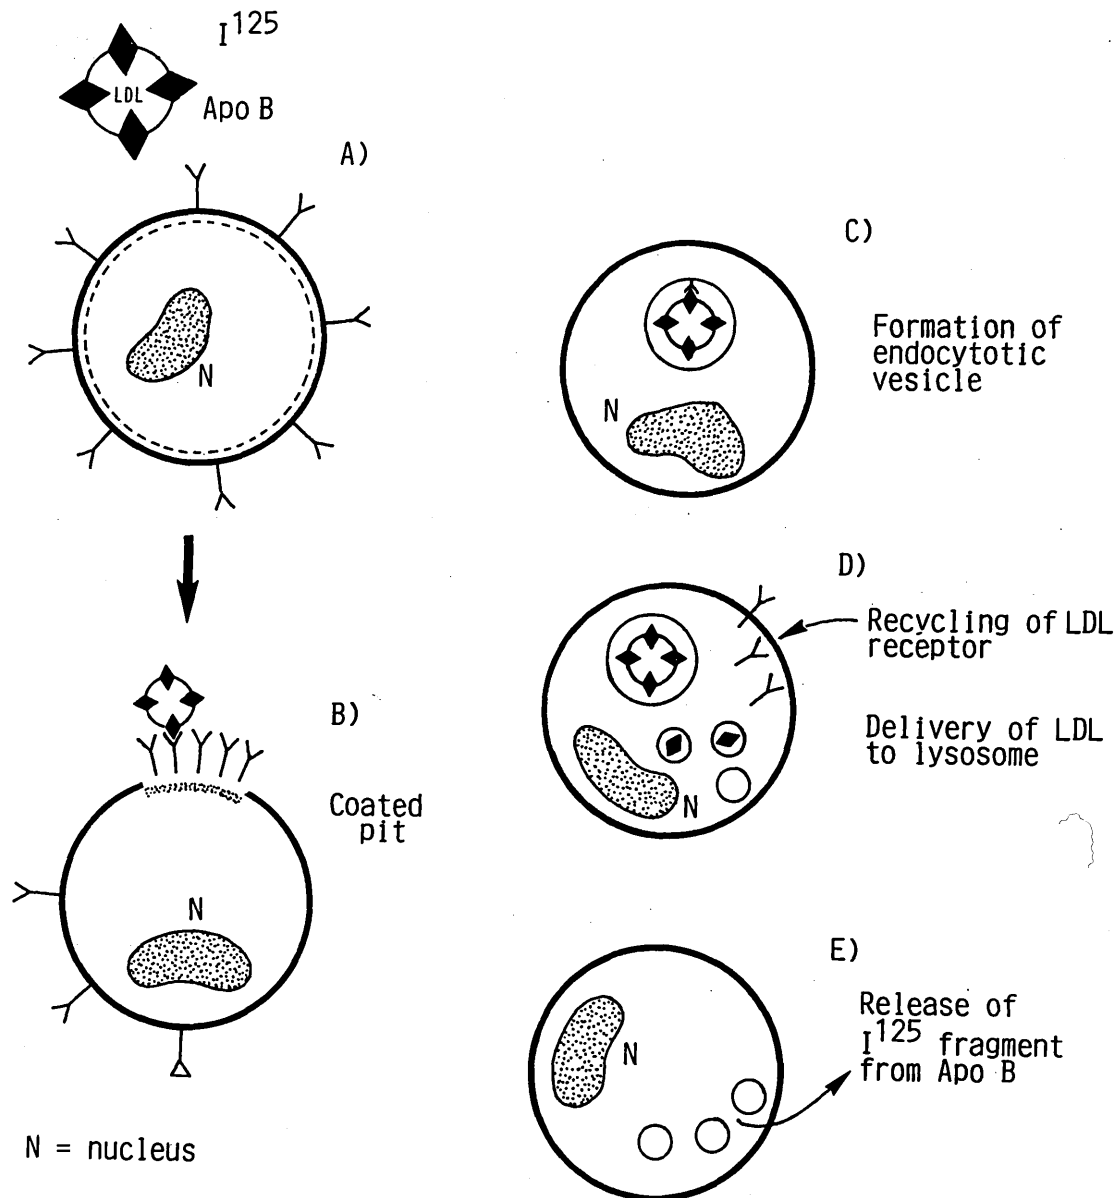 I125
LDL
Apo B
A)
N
B)
Coated
pit
N
N = nucleus
C)
Formation of
endocytotic
vesicle
N
D)
Recycling of LDL
receptor
Delivery of LDL
to lysosome
N
E)
Release of
I125 fragment
from Apo B
N